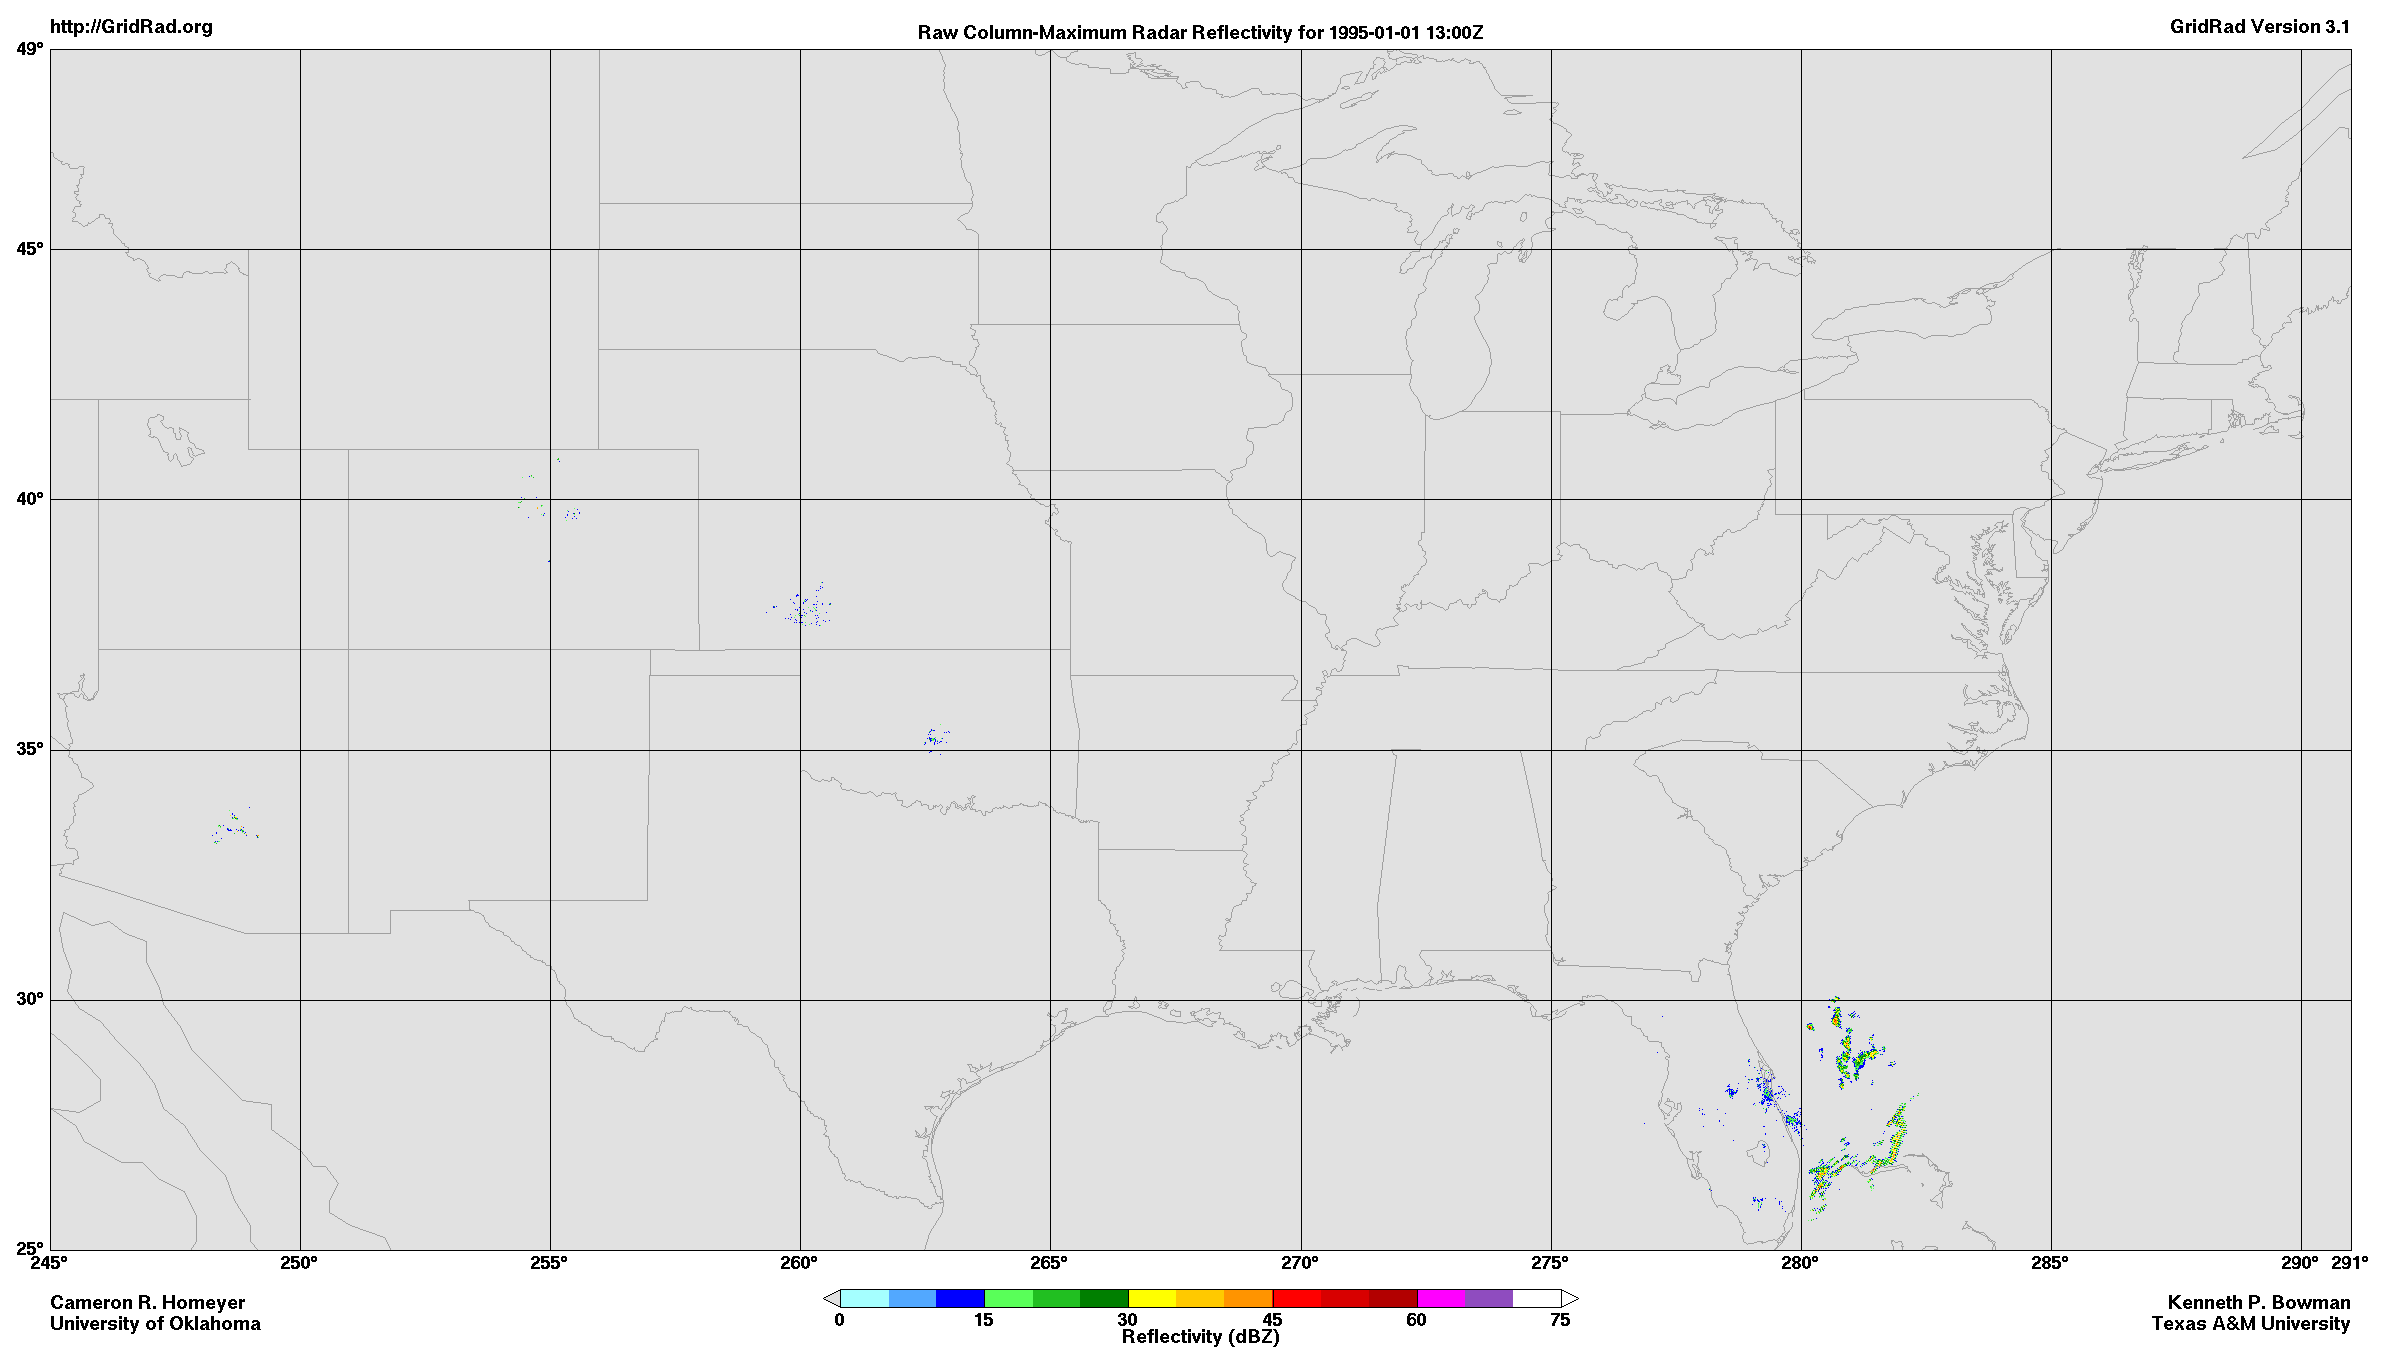 http://GridRad.org
Raw Column-Maximum Radar Reflectivity for 1995-01-01 13:00Z
GridRad Version 3.1
49°
45°
40°
35°
30°
25°
245° 250° 255° 260° 265° 270° 275° 280° 285° 290° 291°
0 15 30 45 60 75
Reflectivity (dBZ)
Cameron R. Homeyer
University of Oklahoma
Kenneth P. Bowman
Texas A&M University